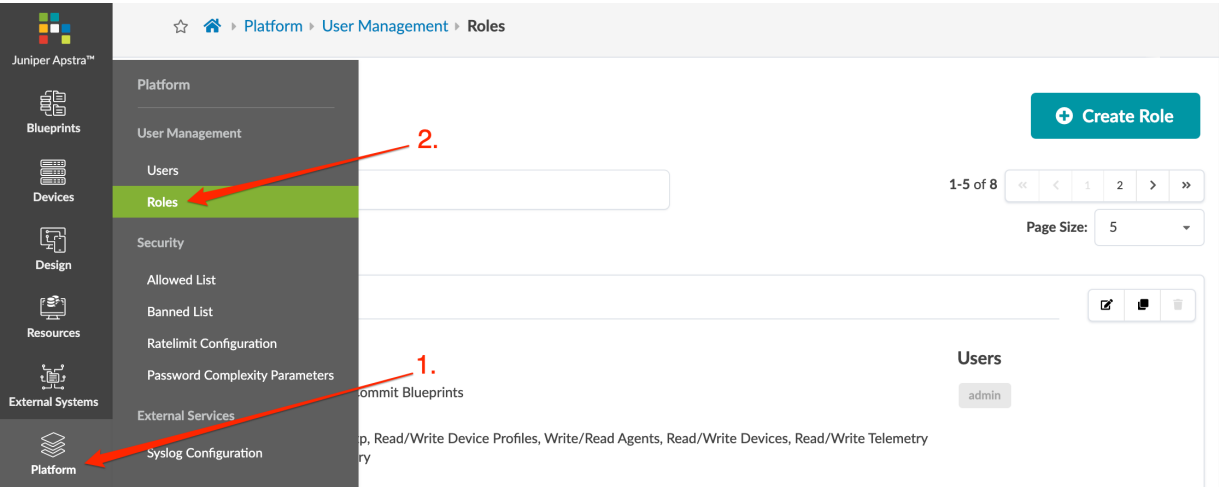 Juniper Apstra™
Platform
User Management
Roles
Blueprints
Devices
Design
Resources
External Systems
Platform
Platform
User Management
Users
Roles
Security
Allowed List
Banned List
Ratelimit Configuration
Password Complexity Parameters
External Services
Syslog Configuration
2.
1.
Create Role
1-5 of 8
«
<
1
2
>
»
Page Size:
5
Blueprints
Users
admin
Read/Write Device Profiles, Write/Read Agents, Read/Write Devices, Read/Write Telemetry